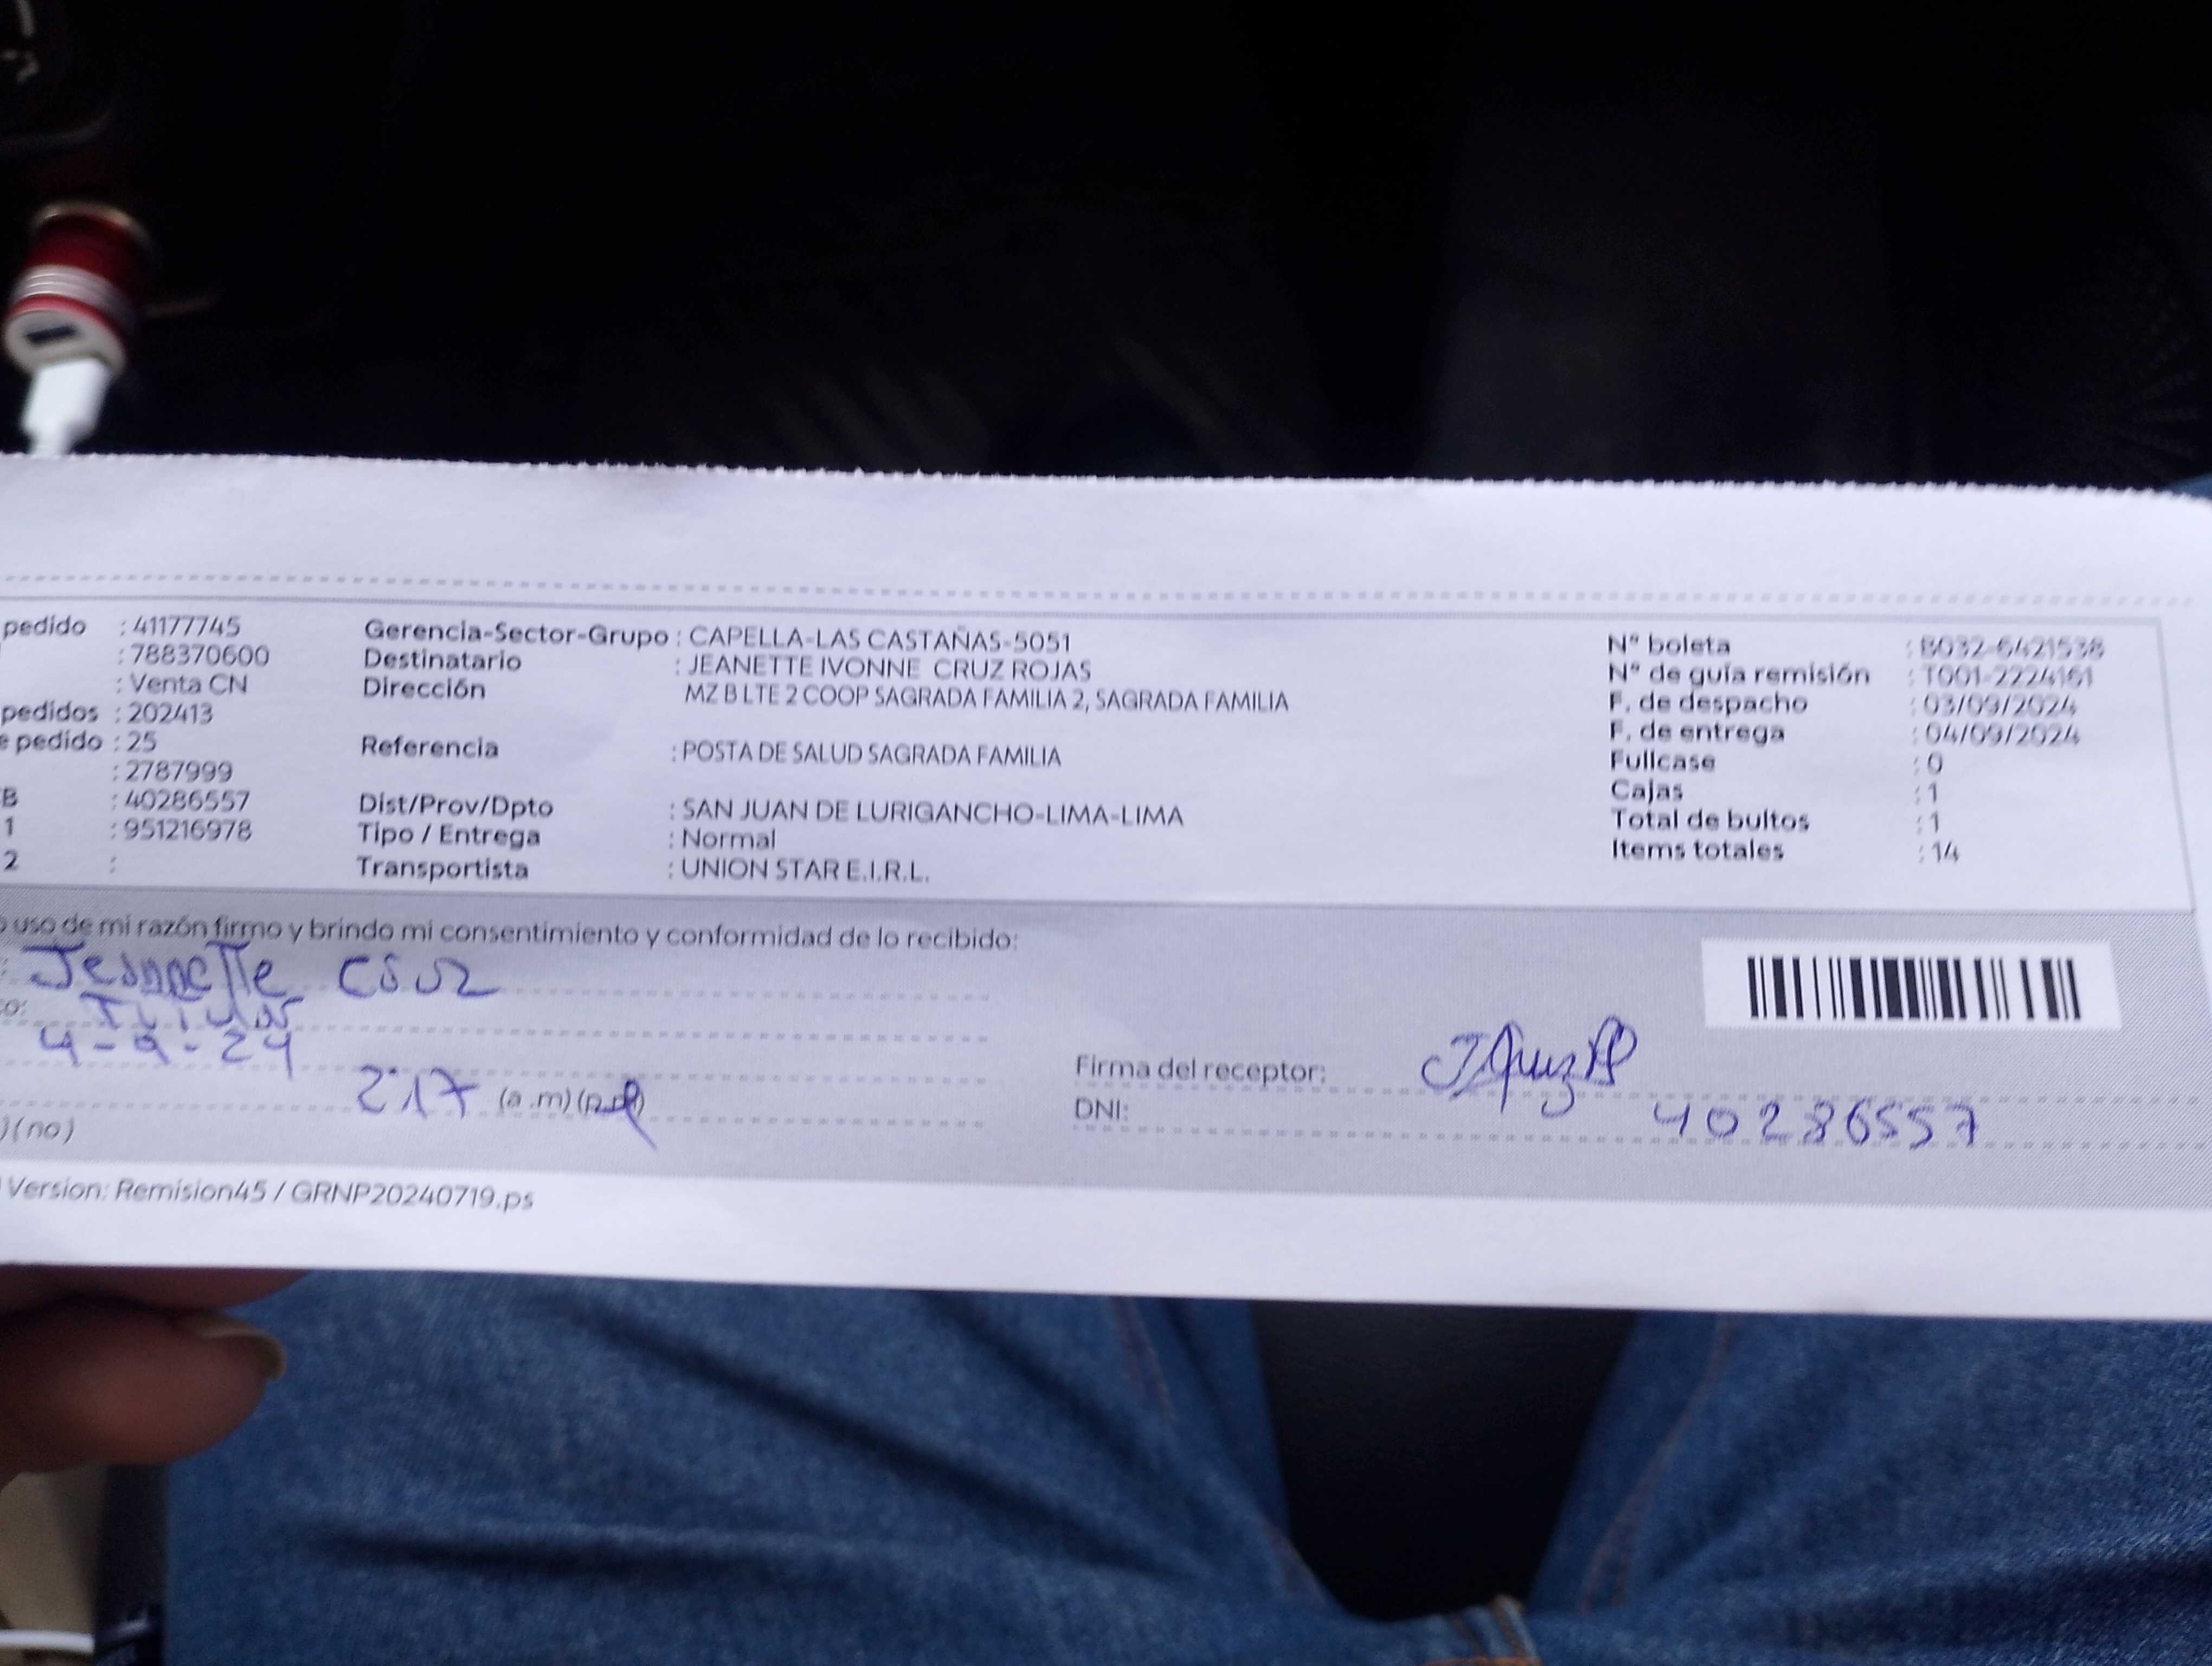 pedido : 41177745
: 788370600
: Venta CN
pedidos : 202413
e pedido : 25
: 2787999
B : 40286557
1 : 951216978
2 :
Gerencia-Sector-Grupo : CAPELLA-LAS CASTAÑAS-5051
Destinatario : JEANETTE IVONNE CRUZ ROJAS
Dirección MZ B LTE 2 COOP SAGRADA FAMILIA 2, SAGRADA FAMILIA
Referencia : POSTA DE SALUD SAGRADA FAMILIA
Dist/Prov/Dpto : SAN JUAN DE LURIGANCHO-LIMA-LIMA
Tipo / Entrega : Normal
Transportista : UNION STAR E.I.R.L.
N° boleta : B032-6421538
N° de guía remisión : T001-2224161
F. de despacho : 03/09/2024
F. de entrega : 04/09/2024
Fullcase : 0
Cajas : 1
Total de bultos : 1
Items totales : 14
o uso de mi razón firmo y brindo mi consentimiento y conformidad de lo recibido:
: Jeannette Cruz
o: Titular
4-9-24
2:17 (a.m) (p.m)
) (no)
Firma del receptor:
DNI: 40286557
Version: Remision45 / GRNP20240719.ps